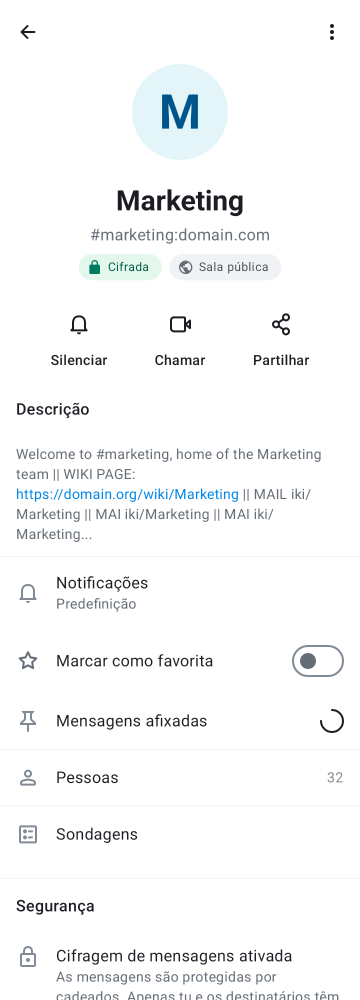 M
Marketing
#marketing:domain.com
Cifrada
Sala pública
Silenciar
Chamar
Partilhar
Descrição
Welcome to #marketing, home of the Marketing
team || WIKI PAGE:
https://domain.org/wiki/Marketing || MAIL iki/
Marketing || MAI iki/Marketing || MAI iki/
Marketing...
Notificações
Predefinição
Marcar como favorita
Mensagens afixadas
Pessoas
32
Sondagens
Segurança
Cifragem de mensagens ativada
As mensagens são protegidas por
cadeados. Apenas tu e os destinatários têm